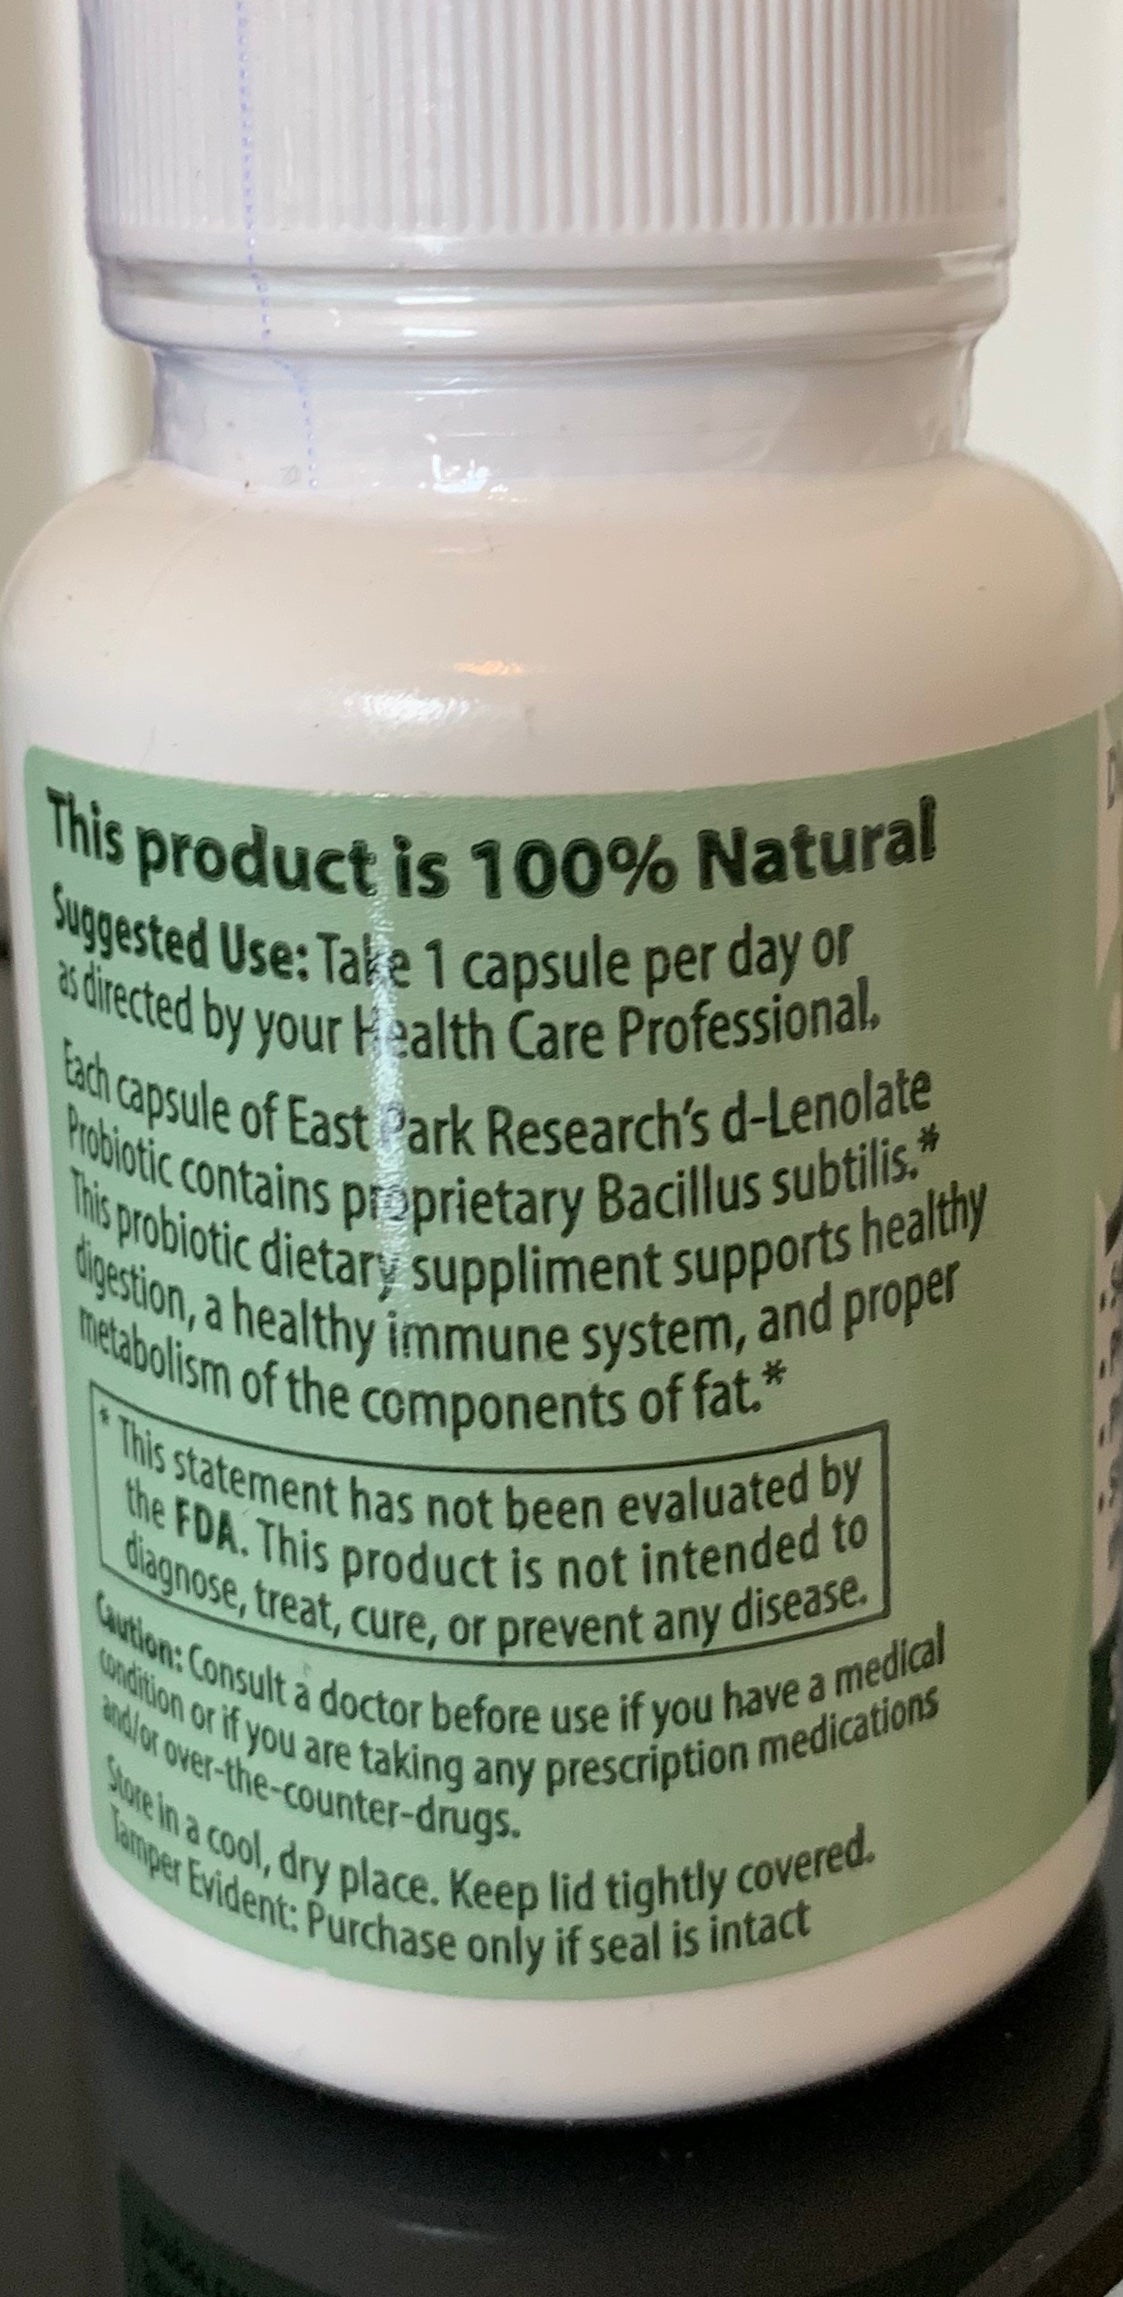 This product is 100% Natural
Suggested Use: Take 1 capsule per day or
as directed by your Health Care Professional.
Each capsule of East Park Research's d-Lenolate
Probiotic contains proprietary Bacillus subtilis.*
This probiotic dietary suppliment supports healthy
digestion, a healthy immune system, and proper
metabolism of the components of fat.*
* This statement has not been evaluated by
the FDA. This product is not intended to
diagnose, treat, cure, or prevent any disease.
Caution: Consult a doctor before use if you have a medical
condition or if you are taking any prescription medications
and/or over-the-counter-drugs.
Store in a cool, dry place. Keep lid tightly covered.
Tamper Evident: Purchase only if seal is intact